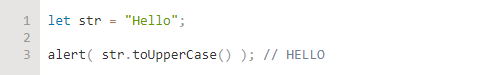 1 let str = "Hello";
2
3 alert( str.toUpperCase() ); // HELLO